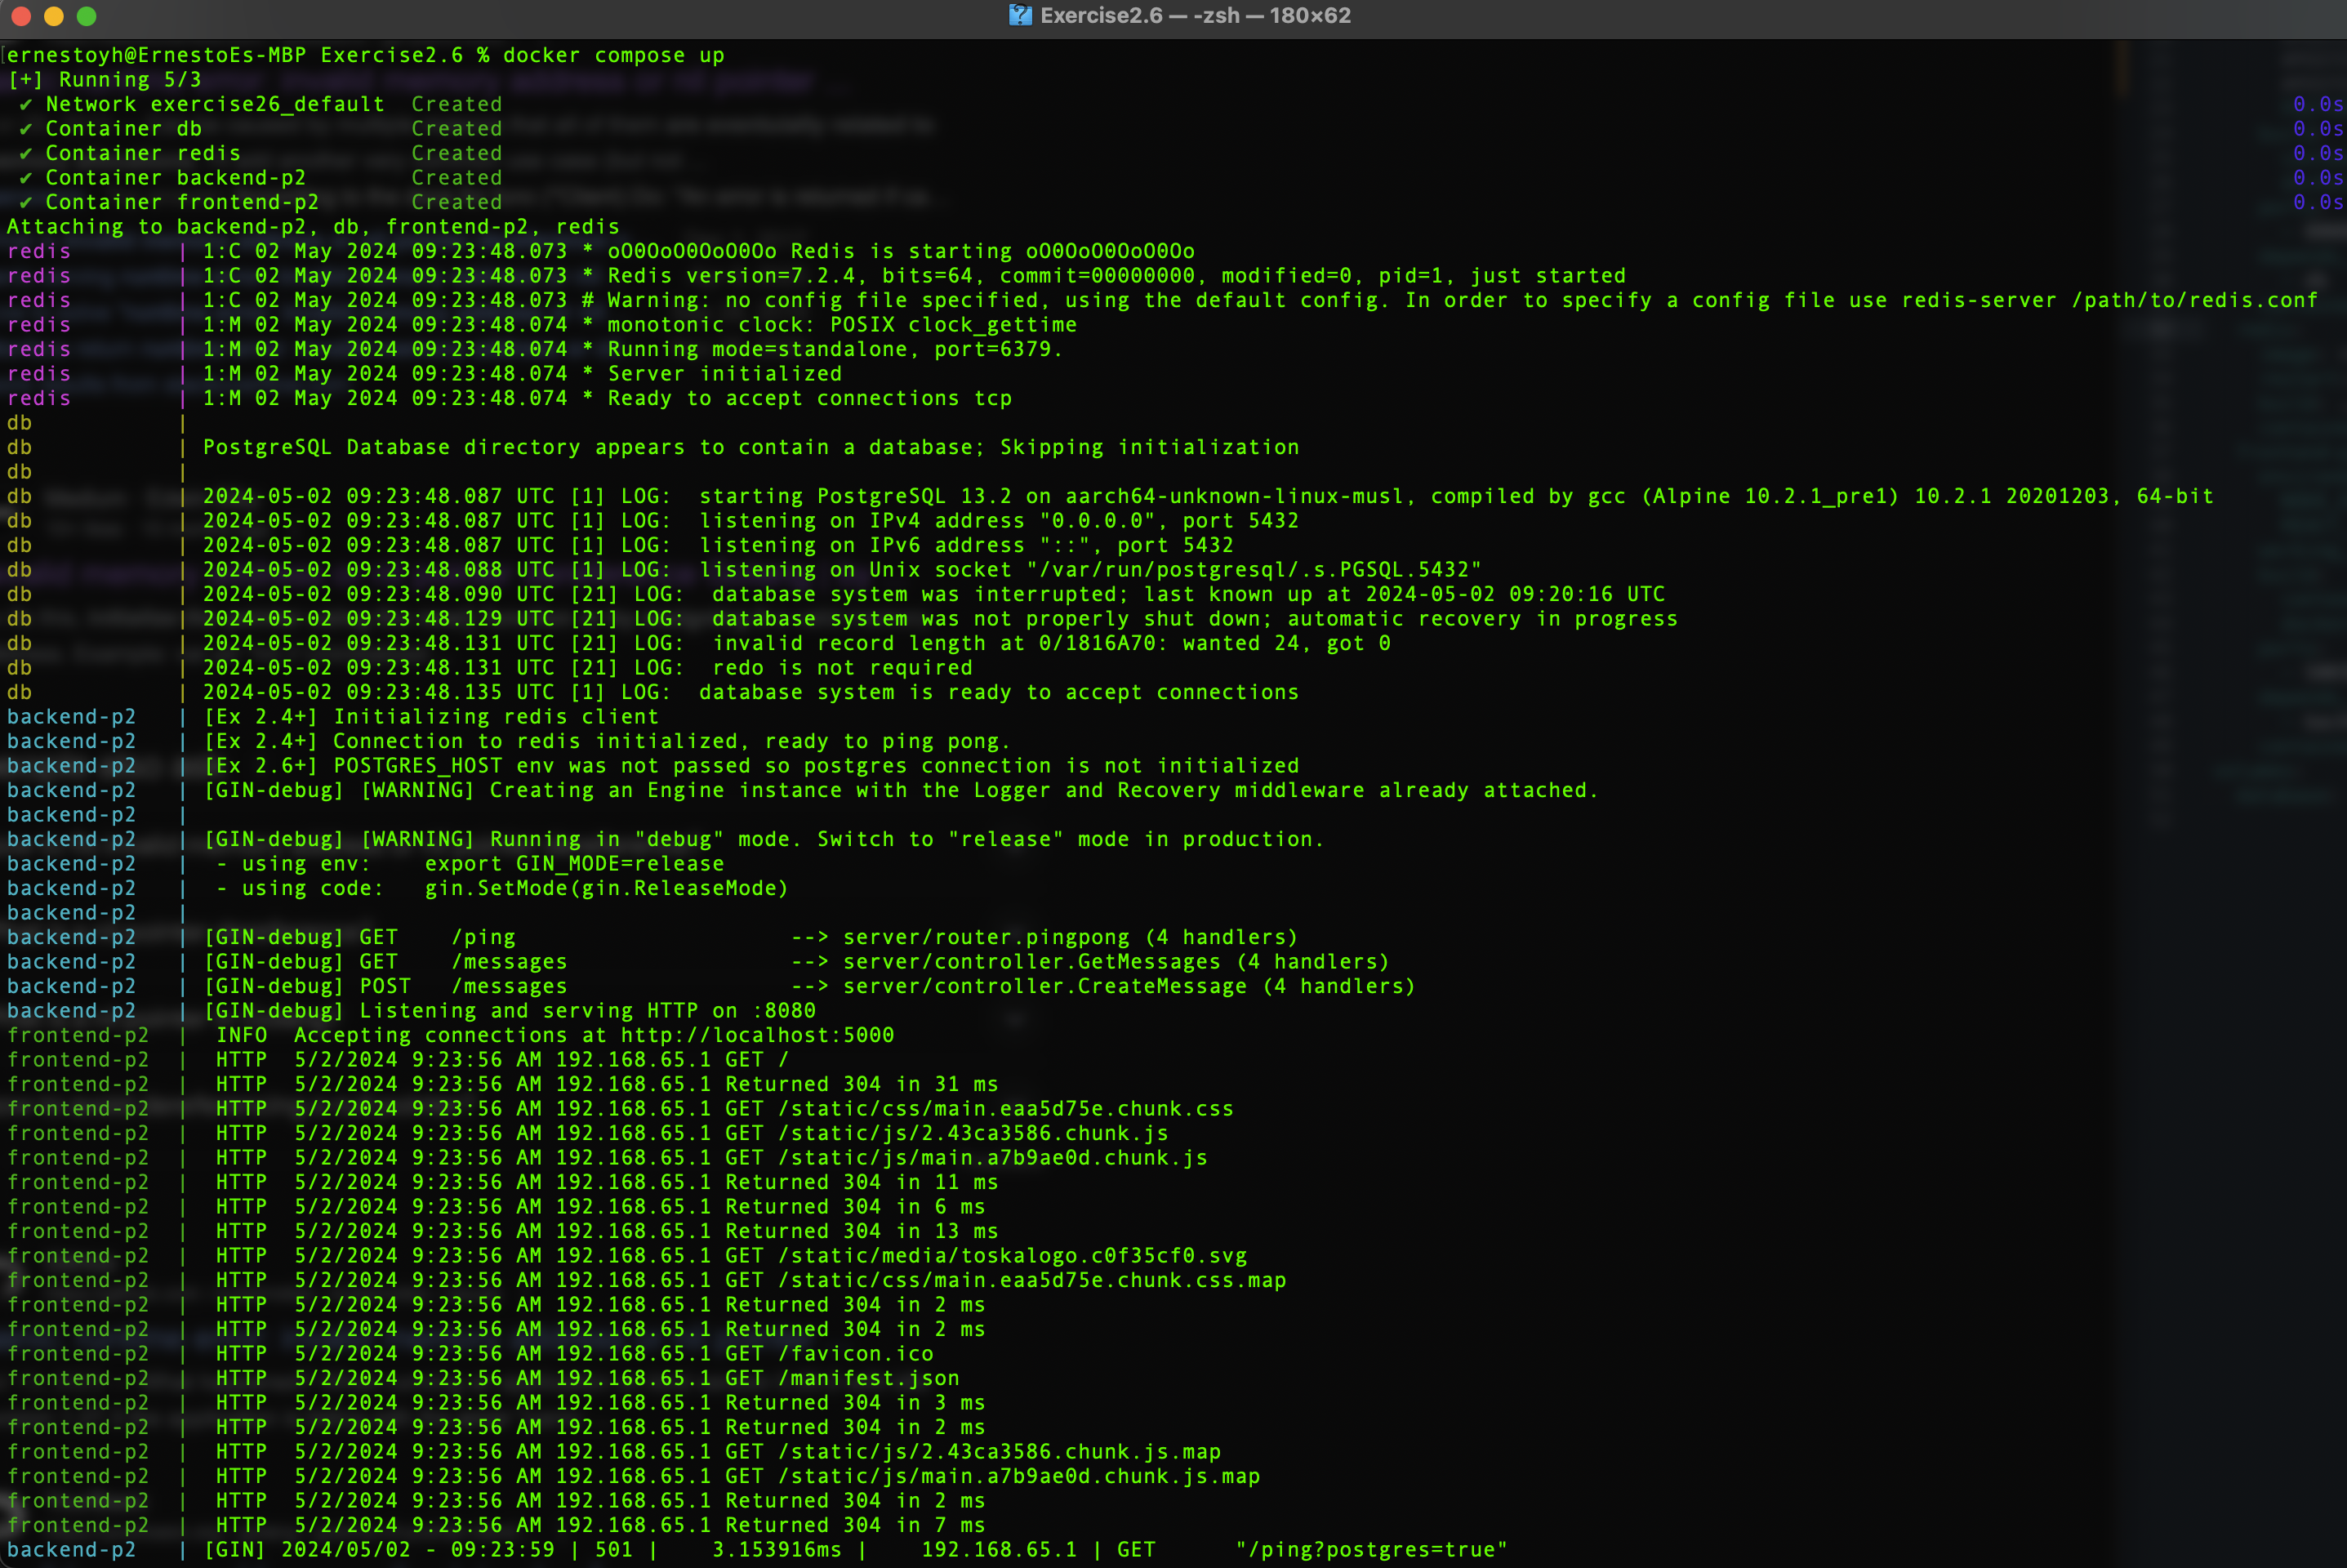 Exercise2.6 — -zsh — 180×62
ernestoyh@ErnestoEs-MBP Exercise2.6 % docker compose up
[+] Running 5/3
✔ Network exercise26_default  Created 0.0s
✔ Container db                Created 0.0s
✔ Container redis             Created 0.0s
✔ Container backend-p2        Created 0.0s
✔ Container frontend-p2       Created 0.0s
Attaching to backend-p2, db, frontend-p2, redis
redis        | 1:C 02 May 2024 09:23:48.073 * oO0OoO0OoO0Oo Redis is starting oO0OoO0OoO0Oo
redis        | 1:C 02 May 2024 09:23:48.073 * Redis version=7.2.4, bits=64, commit=00000000, modified=0, pid=1, just started
redis        | 1:C 02 May 2024 09:23:48.073 # Warning: no config file specified, using the default config. In order to specify a config file use redis-server /path/to/redis.conf
redis        | 1:M 02 May 2024 09:23:48.074 * monotonic clock: POSIX clock_gettime
redis        | 1:M 02 May 2024 09:23:48.074 * Running mode=standalone, port=6379.
redis        | 1:M 02 May 2024 09:23:48.074 * Server initialized
redis        | 1:M 02 May 2024 09:23:48.074 * Ready to accept connections tcp
db           |
db           | PostgreSQL Database directory appears to contain a database; Skipping initialization
db           |
db           | 2024-05-02 09:23:48.087 UTC [1] LOG:  starting PostgreSQL 13.2 on aarch64-unknown-linux-musl, compiled by gcc (Alpine 10.2.1_pre1) 10.2.1 20201203, 64-bit
db           | 2024-05-02 09:23:48.087 UTC [1] LOG:  listening on IPv4 address "0.0.0.0", port 5432
db           | 2024-05-02 09:23:48.087 UTC [1] LOG:  listening on IPv6 address "::", port 5432
db           | 2024-05-02 09:23:48.088 UTC [1] LOG:  listening on Unix socket "/var/run/postgresql/.s.PGSQL.5432"
db           | 2024-05-02 09:23:48.090 UTC [21] LOG:  database system was interrupted; last known up at 2024-05-02 09:20:16 UTC
db           | 2024-05-02 09:23:48.129 UTC [21] LOG:  database system was not properly shut down; automatic recovery in progress
db           | 2024-05-02 09:23:48.131 UTC [21] LOG:  invalid record length at 0/1816A70: wanted 24, got 0
db           | 2024-05-02 09:23:48.131 UTC [21] LOG:  redo is not required
db           | 2024-05-02 09:23:48.135 UTC [1] LOG:  database system is ready to accept connections
backend-p2   | [Ex 2.4+] Initializing redis client
backend-p2   | [Ex 2.4+] Connection to redis initialized, ready to ping pong.
backend-p2   | [Ex 2.6+] POSTGRES_HOST env was not passed so postgres connection is not initialized
backend-p2   | [GIN-debug] [WARNING] Creating an Engine instance with the Logger and Recovery middleware already attached.
backend-p2   |
backend-p2   | [GIN-debug] [WARNING] Running in "debug" mode. Switch to "release" mode in production.
backend-p2   |  - using env:    export GIN_MODE=release
backend-p2   |  - using code:   gin.SetMode(gin.ReleaseMode)
backend-p2   |
backend-p2   | [GIN-debug] GET    /ping                     --> server/router.pingpong (4 handlers)
backend-p2   | [GIN-debug] GET    /messages                 --> server/controller.GetMessages (4 handlers)
backend-p2   | [GIN-debug] POST   /messages                 --> server/controller.CreateMessage (4 handlers)
backend-p2   | [GIN-debug] Listening and serving HTTP on :8080
frontend-p2  |  INFO  Accepting connections at http://localhost:5000
frontend-p2  |  HTTP  5/2/2024 9:23:56 AM 192.168.65.1 GET /
frontend-p2  |  HTTP  5/2/2024 9:23:56 AM 192.168.65.1 Returned 304 in 31 ms
frontend-p2  |  HTTP  5/2/2024 9:23:56 AM 192.168.65.1 GET /static/css/main.eaa5d75e.chunk.css
frontend-p2  |  HTTP  5/2/2024 9:23:56 AM 192.168.65.1 GET /static/js/2.43ca3586.chunk.js
frontend-p2  |  HTTP  5/2/2024 9:23:56 AM 192.168.65.1 GET /static/js/main.a7b9ae0d.chunk.js
frontend-p2  |  HTTP  5/2/2024 9:23:56 AM 192.168.65.1 Returned 304 in 11 ms
frontend-p2  |  HTTP  5/2/2024 9:23:56 AM 192.168.65.1 Returned 304 in 6 ms
frontend-p2  |  HTTP  5/2/2024 9:23:56 AM 192.168.65.1 Returned 304 in 13 ms
frontend-p2  |  HTTP  5/2/2024 9:23:56 AM 192.168.65.1 GET /static/media/toskalogo.c0f35cf0.svg
frontend-p2  |  HTTP  5/2/2024 9:23:56 AM 192.168.65.1 GET /static/css/main.eaa5d75e.chunk.css.map
frontend-p2  |  HTTP  5/2/2024 9:23:56 AM 192.168.65.1 Returned 304 in 2 ms
frontend-p2  |  HTTP  5/2/2024 9:23:56 AM 192.168.65.1 Returned 304 in 2 ms
frontend-p2  |  HTTP  5/2/2024 9:23:56 AM 192.168.65.1 GET /favicon.ico
frontend-p2  |  HTTP  5/2/2024 9:23:56 AM 192.168.65.1 GET /manifest.json
frontend-p2  |  HTTP  5/2/2024 9:23:56 AM 192.168.65.1 Returned 304 in 3 ms
frontend-p2  |  HTTP  5/2/2024 9:23:56 AM 192.168.65.1 Returned 304 in 2 ms
frontend-p2  |  HTTP  5/2/2024 9:23:56 AM 192.168.65.1 GET /static/js/2.43ca3586.chunk.js.map
frontend-p2  |  HTTP  5/2/2024 9:23:56 AM 192.168.65.1 GET /static/js/main.a7b9ae0d.chunk.js.map
frontend-p2  |  HTTP  5/2/2024 9:23:56 AM 192.168.65.1 Returned 304 in 2 ms
frontend-p2  |  HTTP  5/2/2024 9:23:56 AM 192.168.65.1 Returned 304 in 7 ms
backend-p2   | [GIN] 2024/05/02 - 09:23:59 | 501 |    3.153916ms |    192.168.65.1 | GET      "/ping?postgres=true"